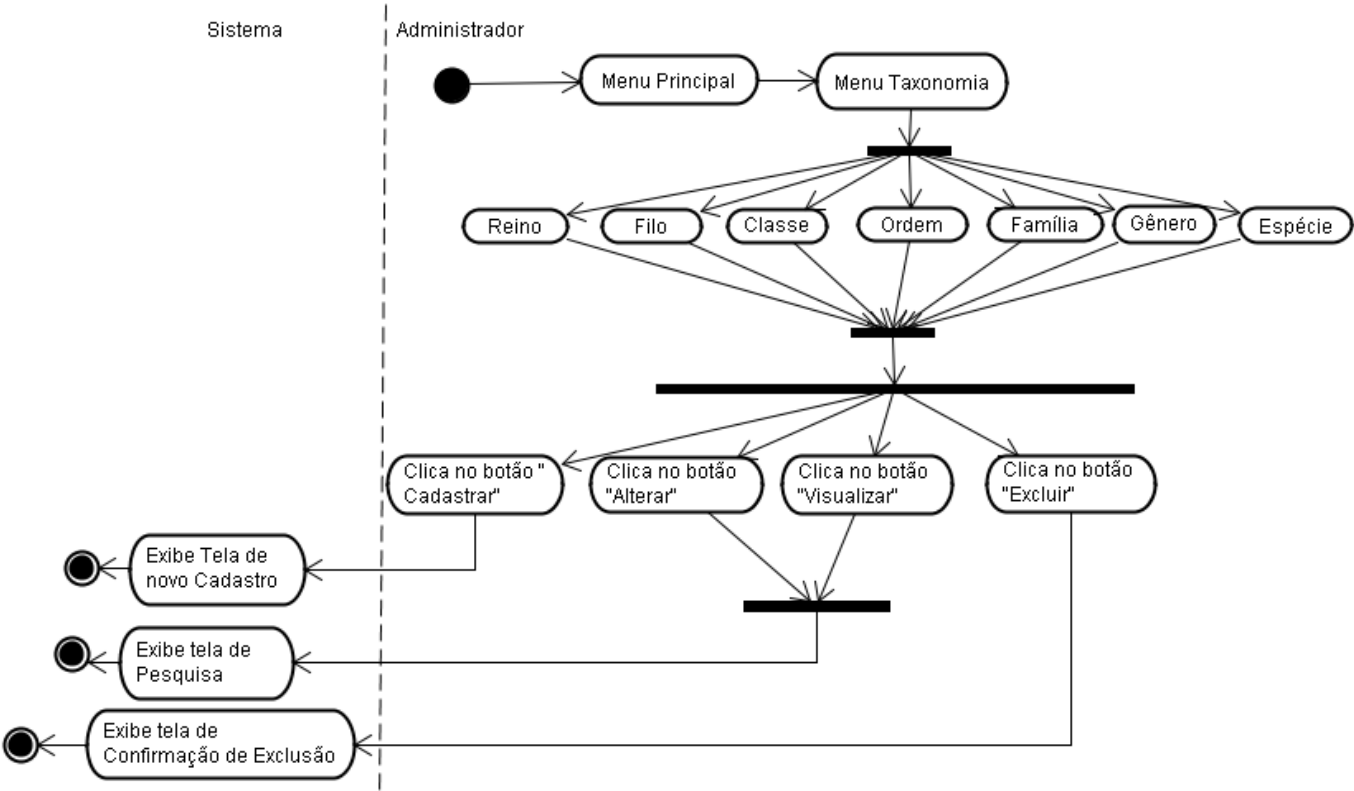 Sistema
Administrador
Menu Principal
Menu Taxonomia
Reino
Filo
Classe
Ordem
Família
Gênero
Espécie
Clica no botão "
Cadastrar"
Clica no botão
"Alterar"
Clica no botão
"Visualizar"
Clica no botão
"Excluir"
Exibe Tela de
novo Cadastro
Exibe tela de
Pesquisa
Exibe tela de
Confirmação de Exclusão